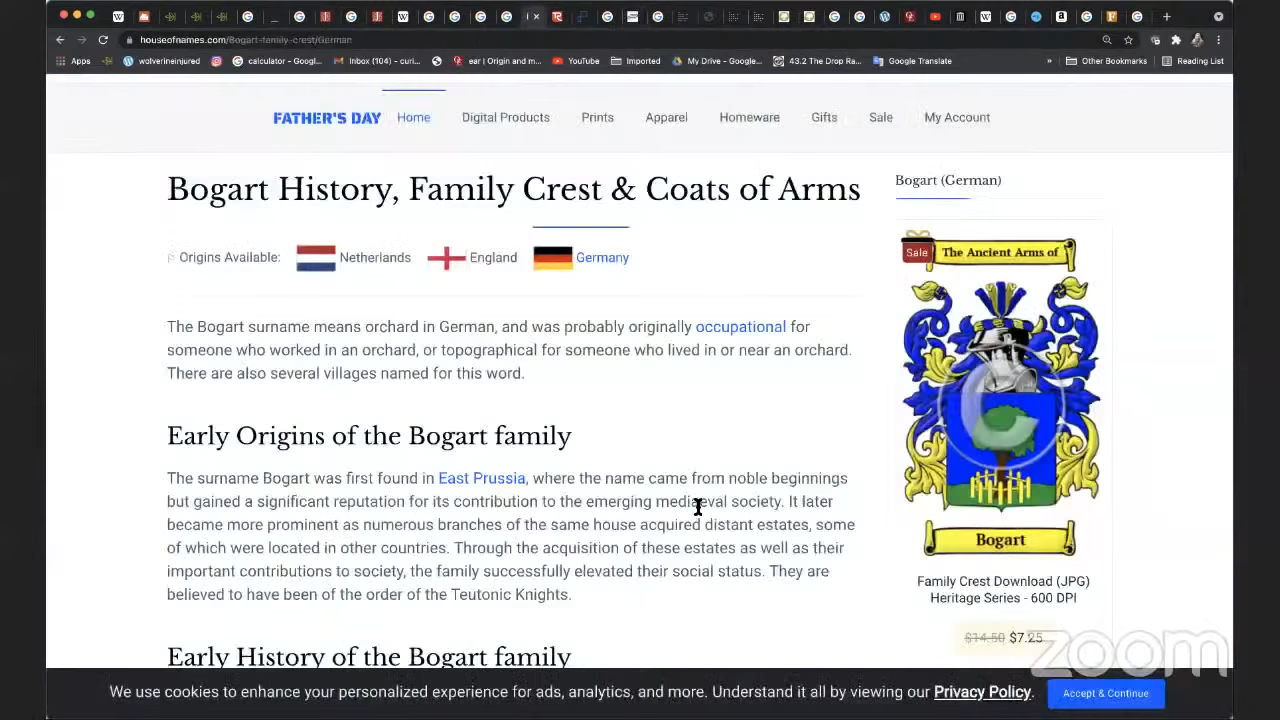 houseofnames.com/Bogart-family-crest/German
Apps
wolverineinjured
calculator - Googl...
Inbox (104) - curi...
ear | Origin and m...
YouTube
Imported
My Drive - Google...
43.2 The Drop Ra...
Google Translate
»
Other Bookmarks
Reading List
FATHER'S DAY
Home
Digital Products
Prints
Apparel
Homeware
Gifts
Sale
My Account
Bogart History, Family Crest & Coats of Arms
Origins Available:
Netherlands
England
Germany
The Bogart surname means orchard in German, and was probably originally occupational for
someone who worked in an orchard, or topographical for someone who lived in or near an orchard.
There are also several villages named for this word.
Early Origins of the Bogart family
The surname Bogart was first found in East Prussia, where the name came from noble beginnings
but gained a significant reputation for its contribution to the emerging mediaeval society. It later
became more prominent as numerous branches of the same house acquired distant estates, some
of which were located in other countries. Through the acquisition of these estates as well as their
important contributions to society, the family successfully elevated their social status. They are
believed to have been of the order of the Teutonic Knights.
Early History of the Bogart family
Bogart (German)
Sale
The Ancient Arms of
C
Bogart
Family Crest Download (JPG)
Heritage Series - 600 DPI
$14.50 $7.25
zoom
We use cookies to enhance your personalized experience for ads, analytics, and more. Understand it all by viewing our Privacy Policy.
Accept & Continue